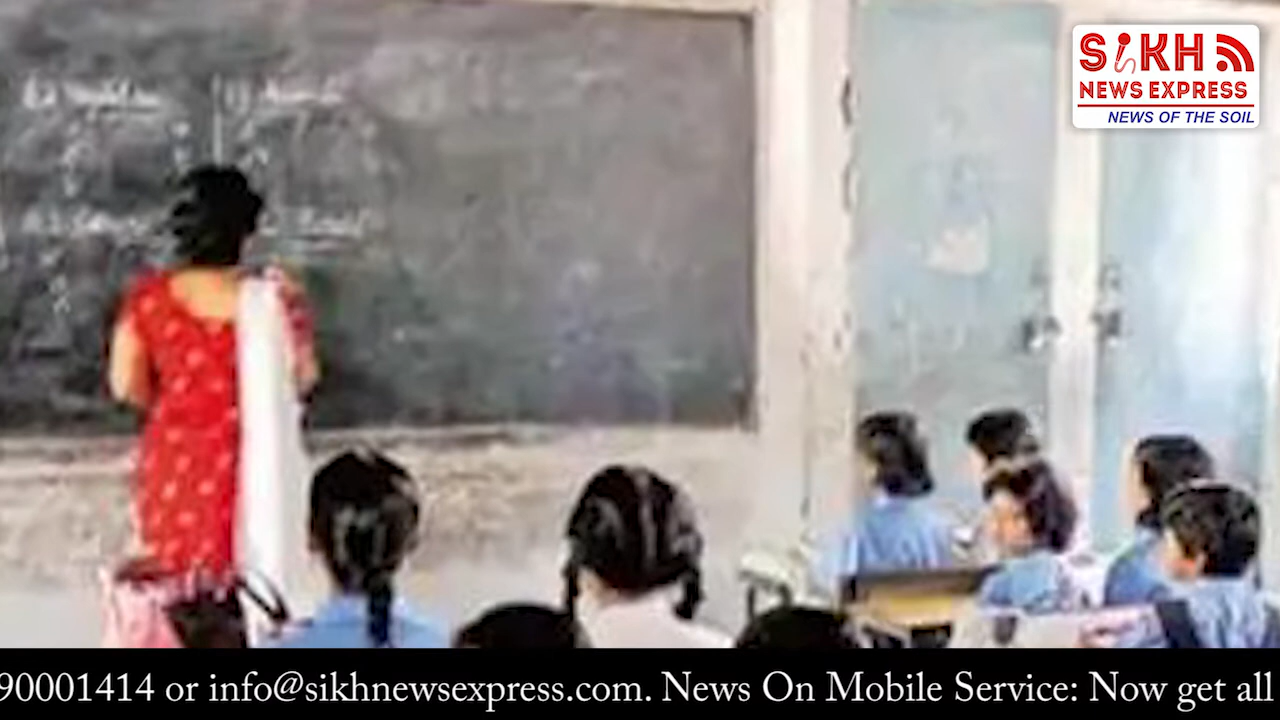 SiKH
NEWS EXPRESS
NEWS OF THE SOIL
90001414 or info@sikhnewsexpress.com. News On Mobile Service: Now get all